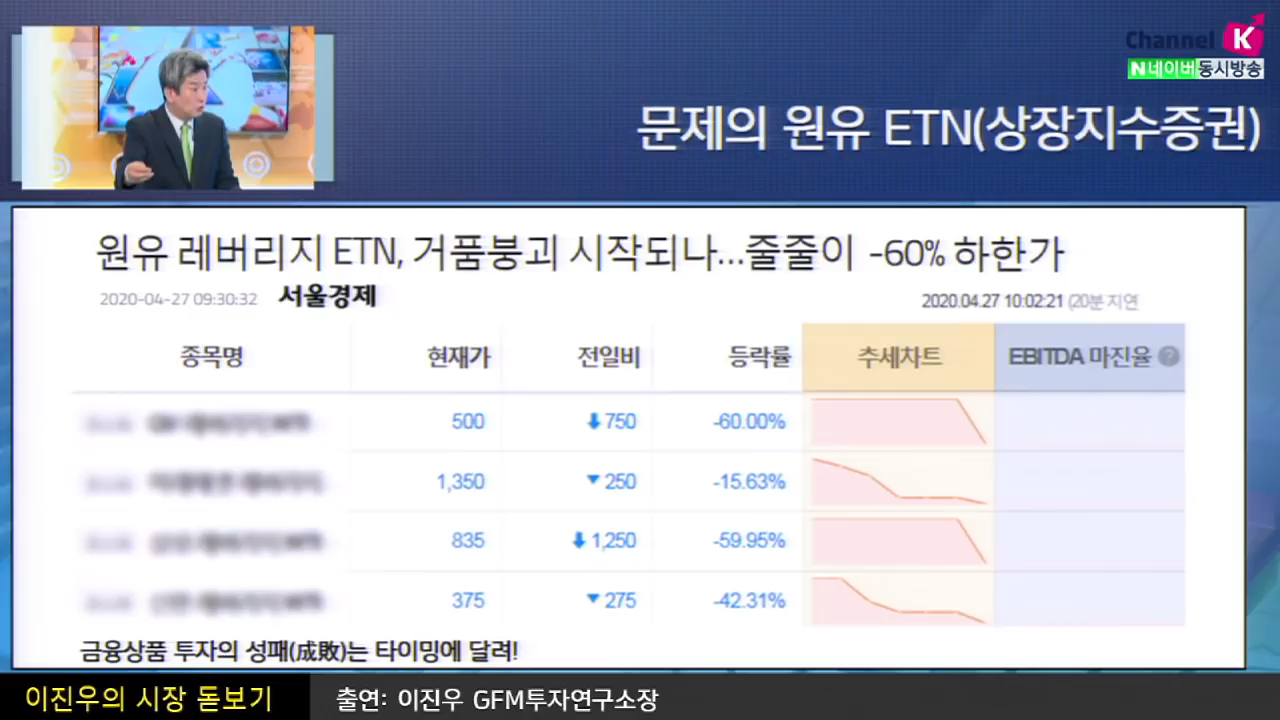 Channel K
N네이버 동시방송
문제의 원유 ETN(상장지수증권)
원유 레버리지 ETN, 거품붕괴 시작되나...줄줄이 -60% 하한가
2020-04-27 09:30:32 서울경제 2020.04.27 10:02:21 (20분 지연
종목명 현재가 전일비 등락률 추세차트 EBITDA 마진율 ?
500 750 -60.00%
1,350 250 -15.63%
835 1,250 -59.95%
375 275 -42.31%
금융상품 투자의 성패(成敗)는 타이밍에 달려!
이진우의 시장 돋보기 출연: 이진우 GFM투자연구소장